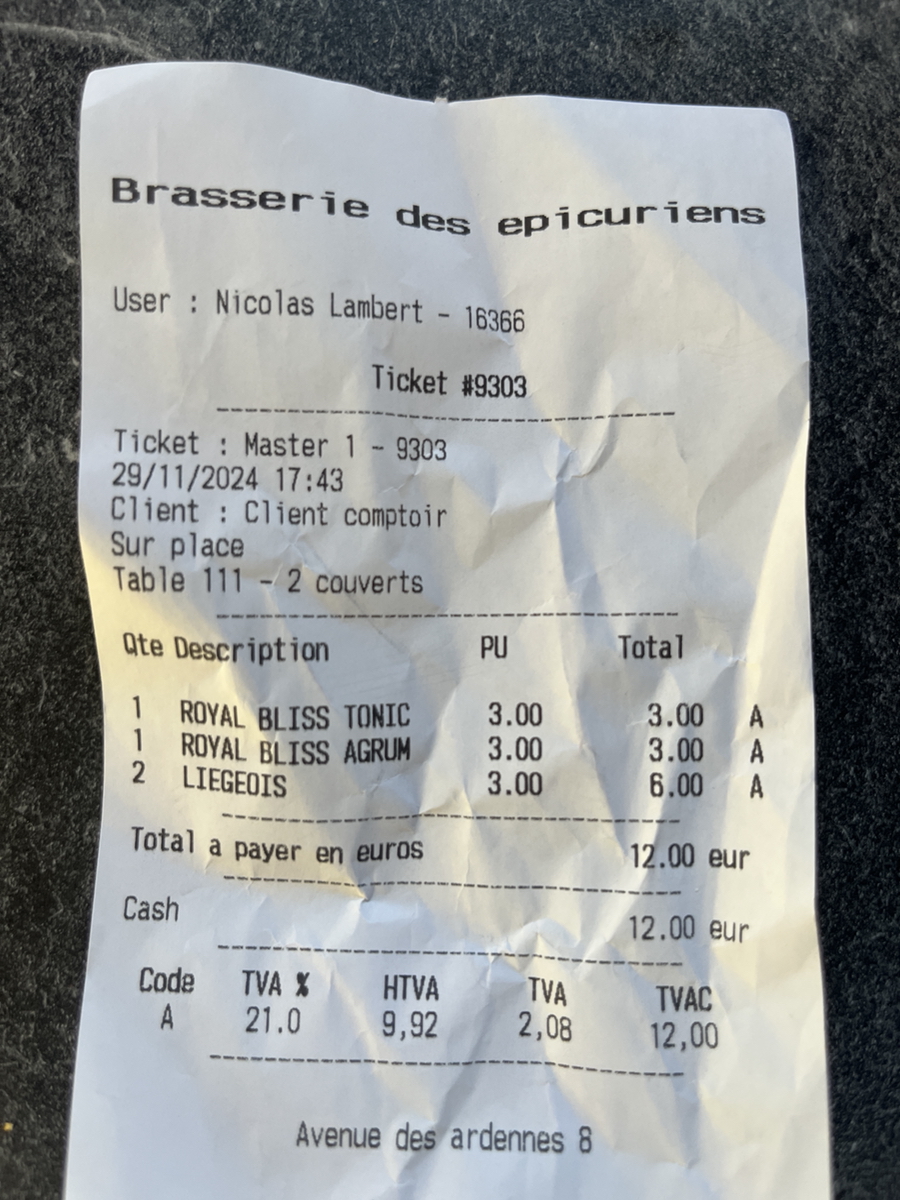 Brasserie des epicuriens
User : Nicolas Lambert - 16366
Ticket #9303
Ticket : Master 1 - 9303
29/11/2024 17:43
Client : Client comptoir
Sur place
Table 111 - 2 couverts
Qte Description PU Total
1 ROYAL BLISS TONIC 3.00 3.00 A
1 ROYAL BLISS AGRUM 3.00 3.00 A
2 LIEGEOIS 3.00 6.00 A
Total a payer en euros 12.00 eur
Cash 12.00 eur
Code TVA % HTVA TVA TVAC
A 21.0 9,92 2,08 12,00
Avenue des ardennes 8